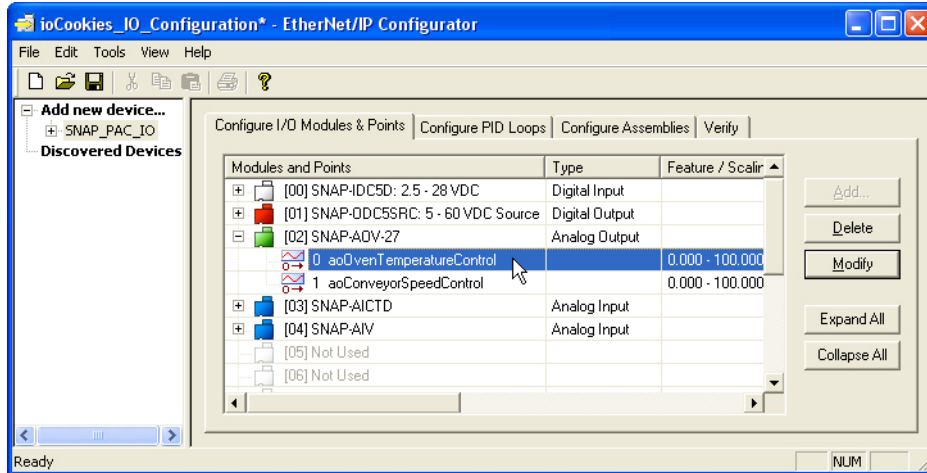 ioCookies_IO_Configuration* - EtherNet/IP Configurator
File Edit Tools View Help
Add new device...
SNAP_PAC_IO
Discovered Devices
Configure I/O Modules & Points Configure PID Loops Configure Assemblies Verify
Modules and Points Type Feature / Scalin
[00] SNAP-IDC5D: 2.5 - 28 VDC Digital Input
[01] SNAP-ODC5SRC: 5 - 60 VDC Source Digital Output
[02] SNAP-AOV-27 Analog Output
0 aoOvenTemperatureControl 0.000 - 100.000
1 aoConveyorSpeedControl 0.000 - 100.000
[03] SNAP-AICTD Analog Input
[04] SNAP-AIV Analog Input
[05] Not Used
[06] Not Used
Add...
Delete
Modify
Expand All
Collapse All
Ready NUM